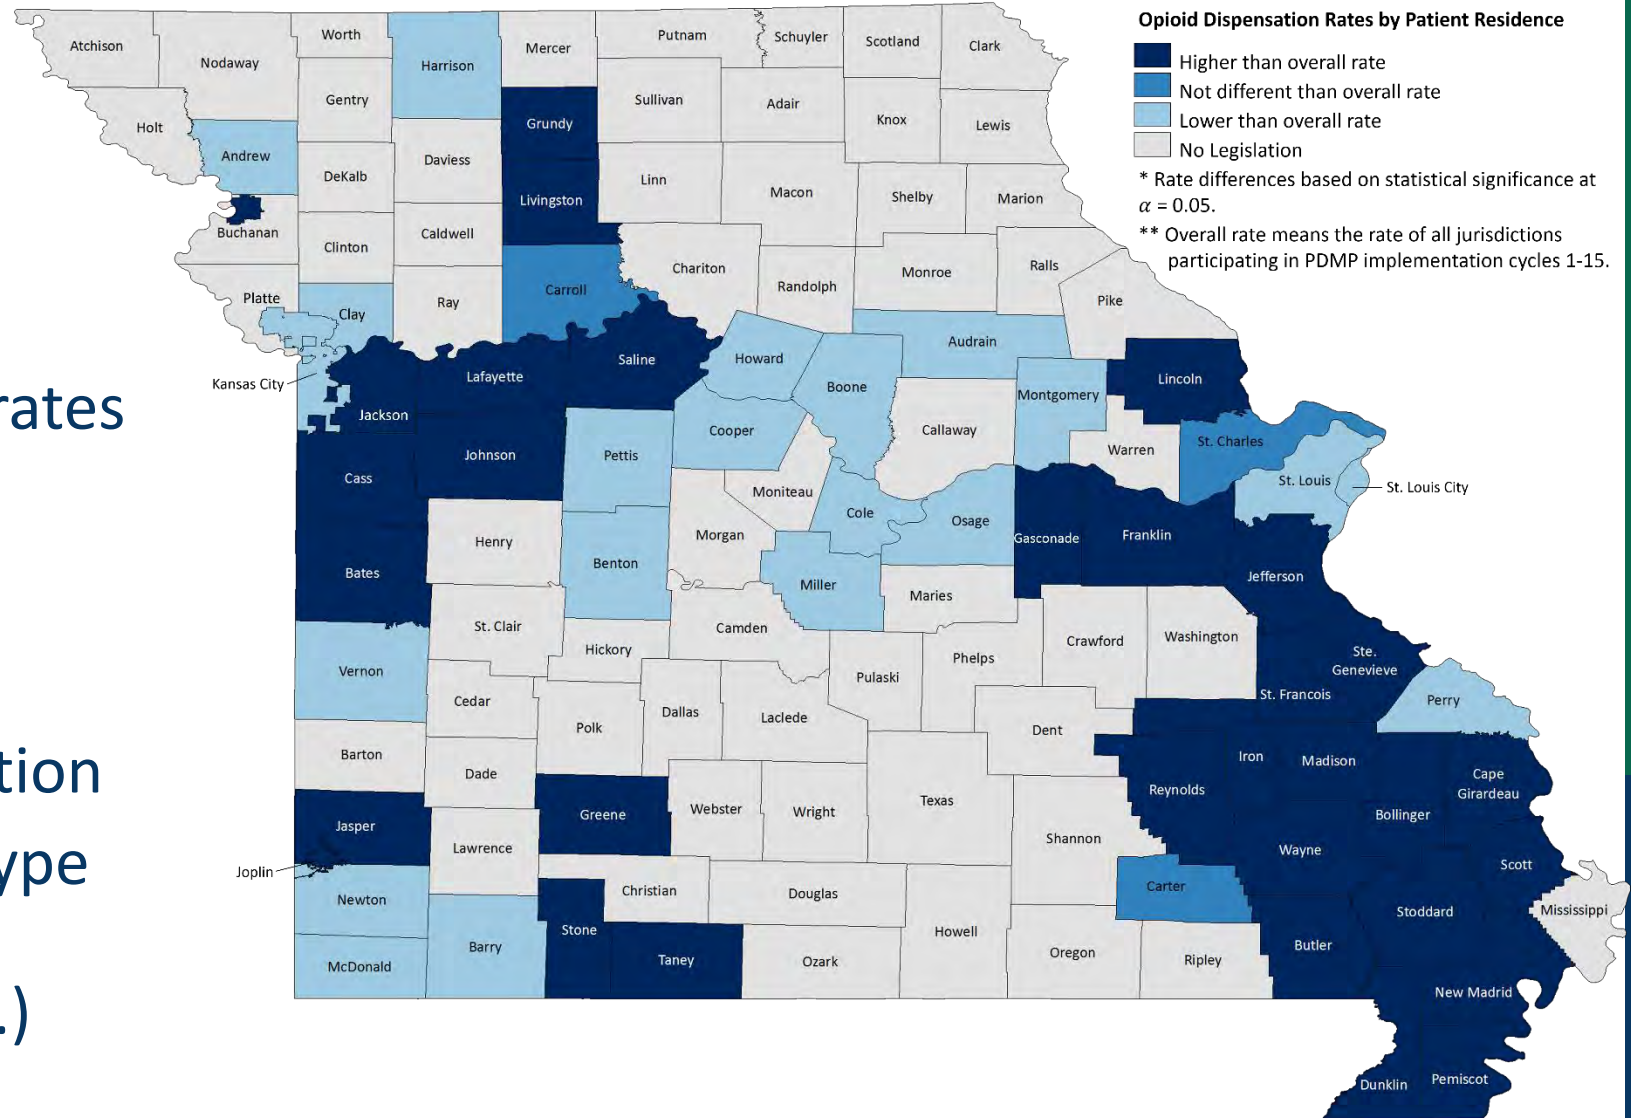 Opioid Dispensation Rates by Patient Residence
Higher than overall rate
Not different than overall rate
Lower than overall rate
No Legislation
* Rate differences based on statistical significance at
α = 0.05.
** Overall rate means the rate of all jurisdictions
participating in PDMP implementation cycles 1-15.
rates
tion
ype
.)
Atchison
Nodaway
Worth
Harrison
Mercer
Putnam
Schuyler
Scotland
Clark
Gentry
Sullivan
Adair
Knox
Lewis
Holt
Andrew
DeKalb
Daviess
Grundy
Livingston
Linn
Macon
Shelby
Marion
Buchanan
Clinton
Caldwell
Carroll
Chariton
Randolph
Monroe
Ralls
Pike
Platte
Clay
Ray
Kansas City
Jackson
Lafayette
Saline
Howard
Boone
Audrain
Montgomery
Lincoln
Cass
Johnson
Pettis
Cooper
Callaway
Warren
St. Charles
St. Louis
St. Louis City
Moniteau
Cole
Osage
Gasconade
Franklin
Jefferson
Henry
Benton
Morgan
Miller
Maries
Bates
St. Clair
Hickory
Camden
Pulaski
Phelps
Crawford
Washington
Ste.
Genevieve
St. Francois
Perry
Vernon
Cedar
Polk
Dallas
Laclede
Dent
Iron
Madison
Reynolds
Cape
Girardeau
Bollinger
Barton
Dade
Greene
Webster
Wright
Texas
Shannon
Wayne
Scott
Jasper
Joplin
Lawrence
Christian
Douglas
Carter
Stoddard
Mississippi
Newton
McDonald
Barry
Stone
Taney
Ozark
Howell
Oregon
Ripley
Butler
New Madrid
Dunklin
Pemiscot